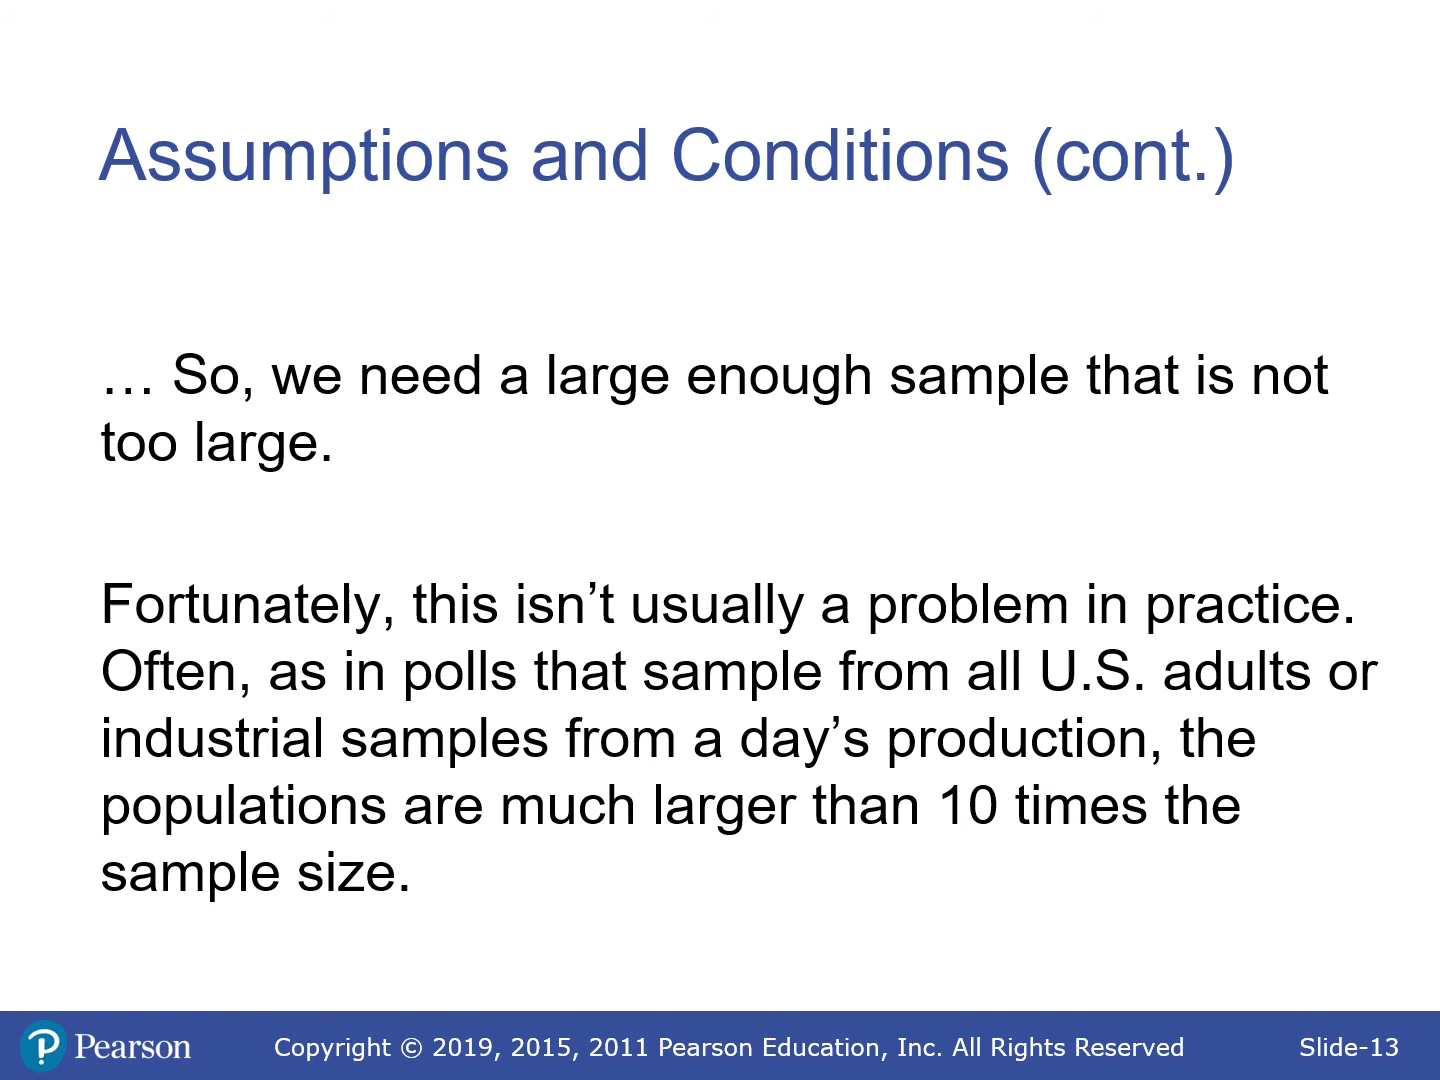 Assumptions and Conditions (cont.)
… So, we need a large enough sample that is not
too large.
Fortunately, this isn’t usually a problem in practice.
Often, as in polls that sample from all U.S. adults or
industrial samples from a day’s production, the
populations are much larger than 10 times the
sample size.
Pearson
Copyright © 2019, 2015, 2011 Pearson Education, Inc. All Rights Reserved
Slide-13